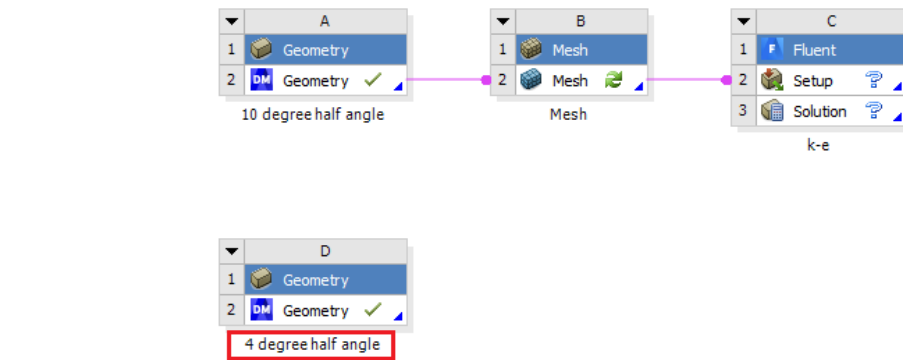 A
1 Geometry
2 DM Geometry
10 degree half angle
B
1 Mesh
2 Mesh
Mesh
C
1 F Fluent
2 Setup ?
3 Solution ?
k-e
D
1 Geometry
2 DM Geometry
4 degree half angle